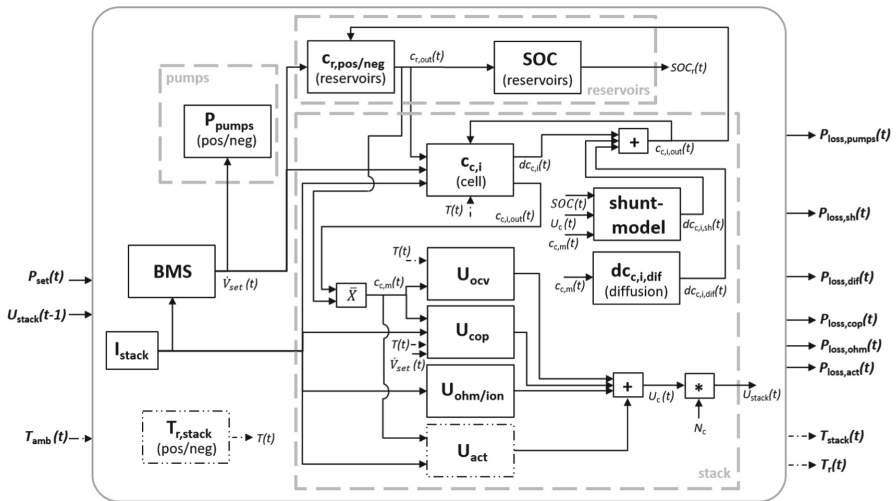 c_r,pos/neg
(reservoirs)
c_r,out(t)
SOC
(reservoirs)
SOC_r(t)
reservoirs
pumps
P_pumps
(pos/neg)
stack
c_c,i
(cell)
dc_c,i(t)
+
c_c,i,out(t)
T(t)
c_c,i,out(t)
SOC(t)
U_c(t)
c_c,m(t)
shunt-
model
dc_c,i,sh(t)
c_c,m(t)
dc_c,i,dif
(diffusion)
dc_c,i,dif(t)
P_set(t)
U_stack(t-1)
BMS
V̇_set (t)
I_stack
X̅
c_c,m(t)
T(t)
U_ocv
T(t)
V̇_set (t)
U_cop
U_ohm/ion
U_act
+
U_c(t)
*
N_c
U_stack(t)
T_amb(t)
T_r,stack
(pos/neg)
T(t)
P_loss,pumps(t)
P_loss,sh(t)
P_loss,dif(t)
P_loss,cop(t)
P_loss,ohm(t)
P_loss,act(t)
T_stack(t)
T_r(t)